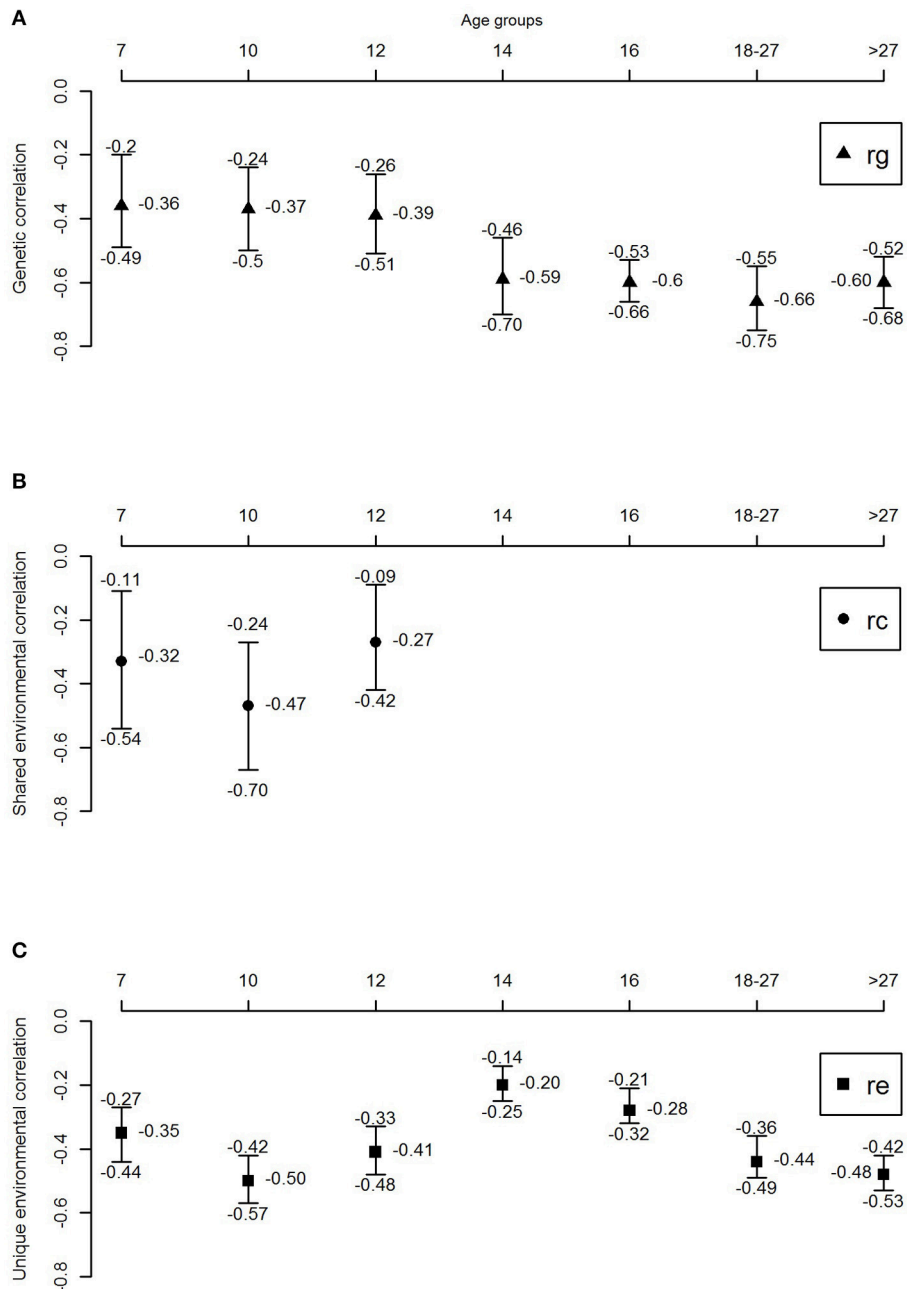 A
Age groups
7 10 12 14 16 18-27 >27
Genetic correlation
0.0
-0.2
-0.4
-0.6
-0.8
-0.2 -0.36 -0.49
-0.24 -0.37 -0.5
-0.26 -0.39 -0.51
-0.46 -0.59 -0.70
-0.53 -0.6 -0.66
-0.55 -0.66 -0.75
-0.52 -0.60 -0.68
rg
B
7 10 12 14 16 18-27 >27
Shared environmental correlation
0.0
-0.2
-0.4
-0.6
-0.8
-0.11 -0.32 -0.54
-0.24 -0.47 -0.70
-0.09 -0.27 -0.42
rc
C
7 10 12 14 16 18-27 >27
Unique environmental correlation
0.0
-0.2
-0.4
-0.6
-0.8
-0.27 -0.35 -0.44
-0.42 -0.50 -0.57
-0.33 -0.41 -0.48
-0.14 -0.20 -0.25
-0.21 -0.28 -0.32
-0.36 -0.44 -0.49
-0.42 -0.48 -0.53
re